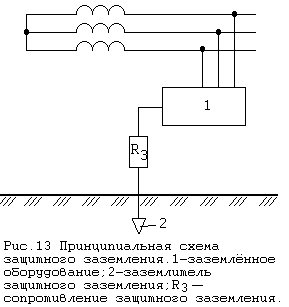 1
R3
2
Рис.13 Принципиальная схема
защитного заземления.1–заземлённое
оборудование;2–заземлитель
защитного заземления;R3 —
сопротивление защитного заземления.